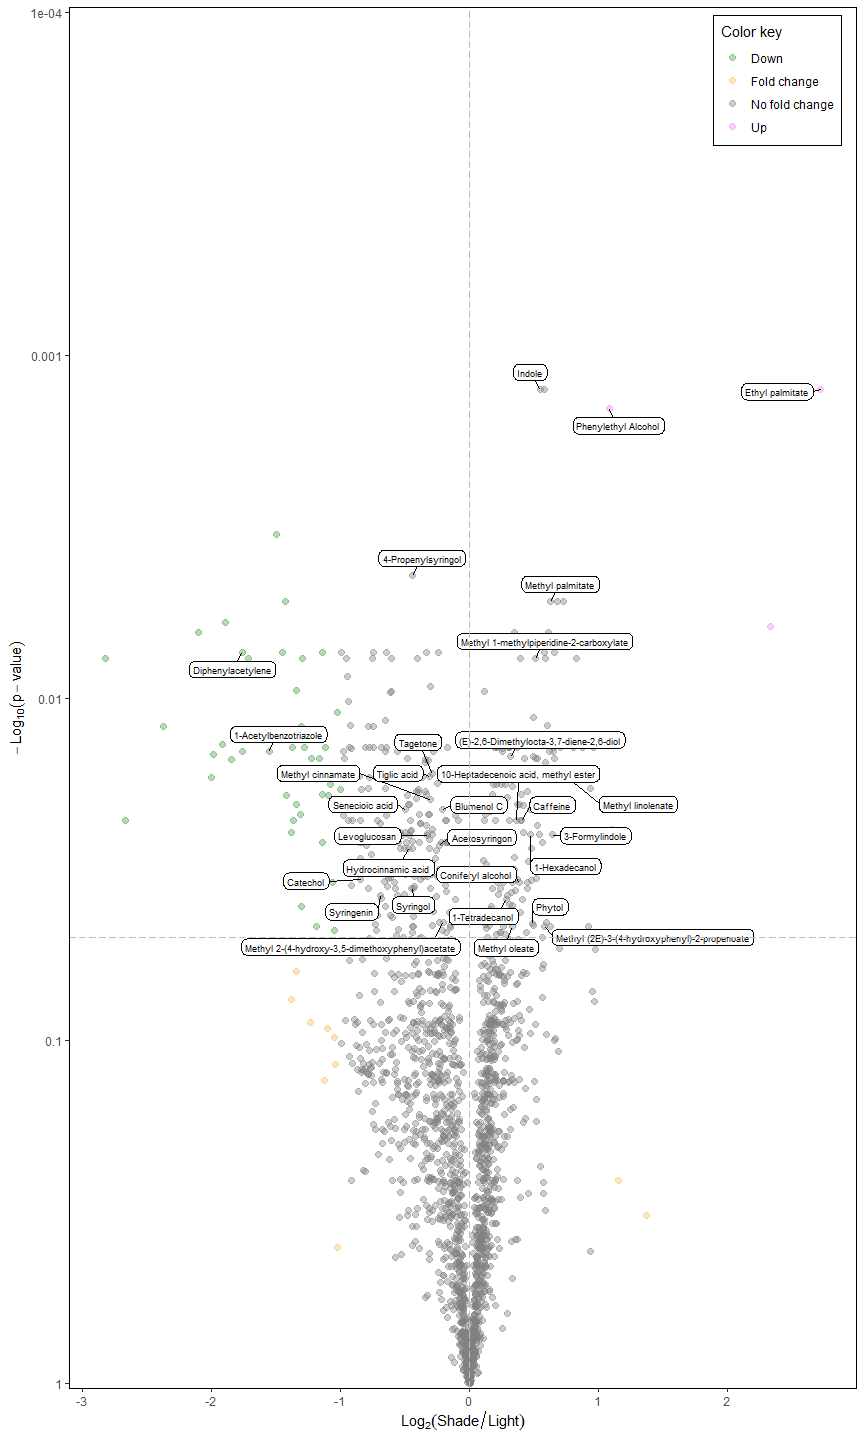 1e-04
Color key
Down
Fold change
No fold change
Up
0.001
Indole
Ethyl palmitate
Phenylethyl Alcohol
4-Propenylsyringol
Methyl palmitate
Methyl 1-methylpiperidine-2-carboxylate
Diphenylacetylene
0.01
1-Acetylbenzotriazole
Tagetone
(E)-2,6-Dimethylocta-3,7-diene-2,6-diol
Methyl cinnamate
Tiglic acid
10-Heptadecenoic acid, methyl ester
Senecioic acid
Blumenol C
Caffeine
Methyl linolenate
Levoglucosan
Acetosyringon
3-Formylindole
Hydrocinnamic acid
Coniferyl alcohol
1-Hexadecanol
Catechol
Syringenin
Syringol
1-Tetradecanol
Phytol
Methyl 2-(4-hydroxy-3,5-dimethoxyphenyl)acetate
Methyl oleate
Methyl (2E)-3-(4-hydroxyphenyl)-2-propenoate
0.1
1
−Log10(p−value)
-3
-2
-1
0
1
2
Log2(Shade/Light)